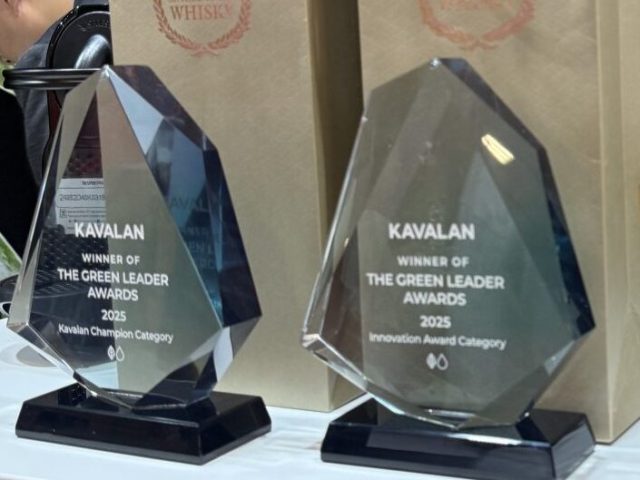 WHISKY
KAVALAN
WINNER OF
THE GREEN LEADER
AWARDS
2025
Kavalan Champion Category
KAVALAN
WINNER OF
THE GREEN LEADER
AWARDS
2025
Innovation Award Category